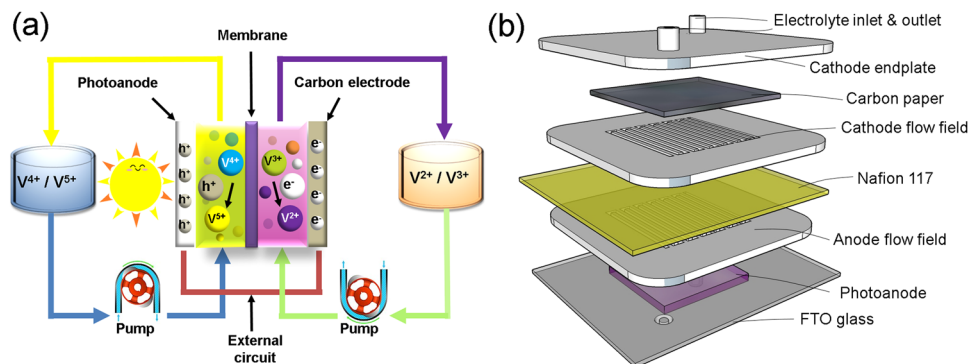 (a)
Membrane
Photoanode
Carbon electrode
h⁺
h⁺
h⁺
h⁺
V⁴⁺
h⁺
V⁵⁺
V³⁺
e⁻
V²⁺
e⁻
e⁻
e⁻
e⁻
V⁴⁺ / V⁵⁺
V²⁺ / V³⁺
Pump
Pump
External
circuit
(b)
Electrolyte inlet & outlet
Cathode endplate
Carbon paper
Cathode flow field
Nafion 117
Anode flow field
Photoanode
FTO glass